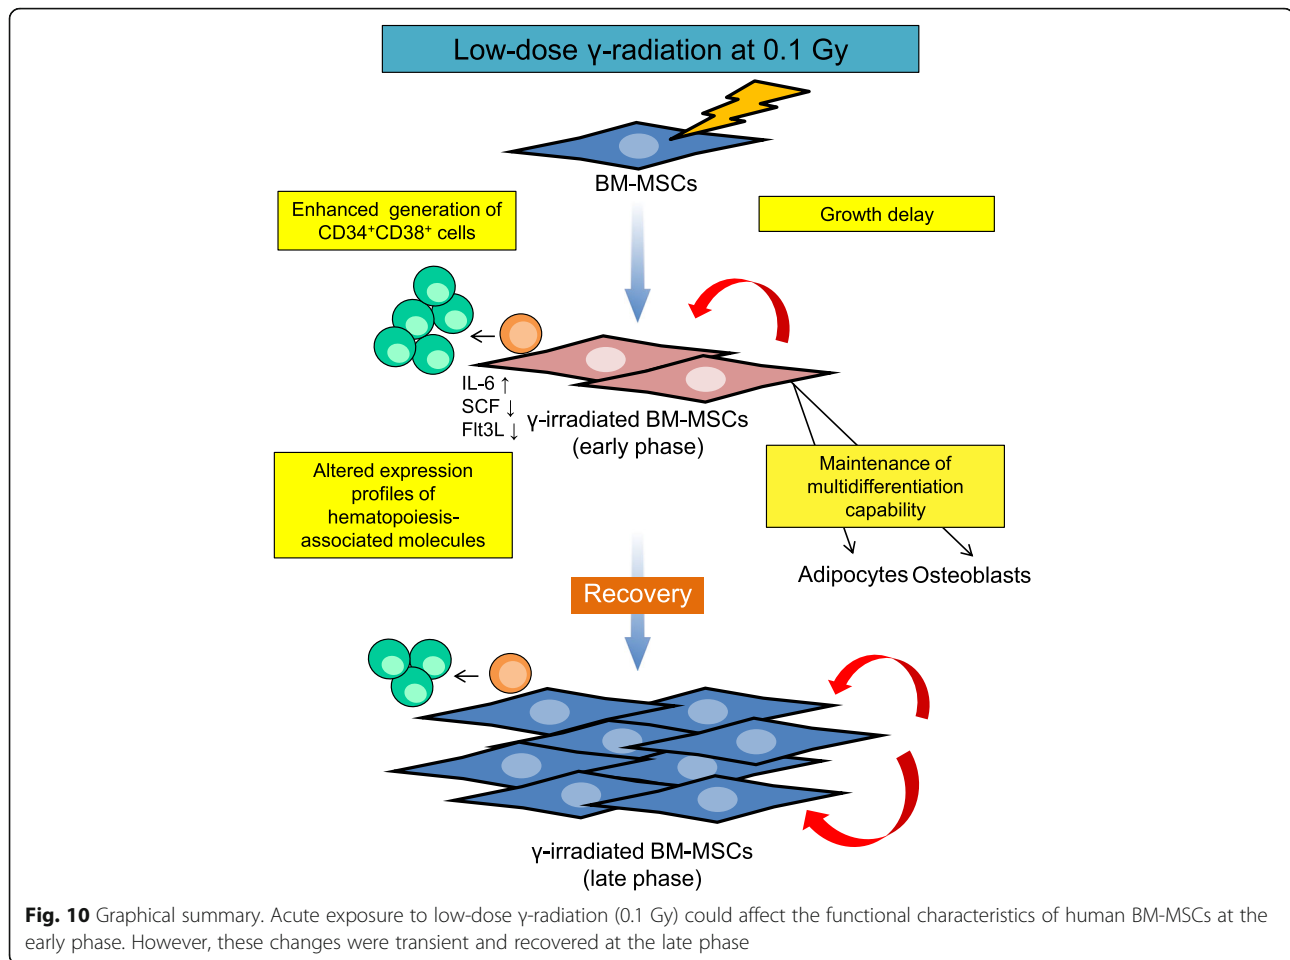 Low-dose γ-radiation at 0.1 Gy
BM-MSCs
Enhanced generation of
CD34⁺CD38⁺ cells
Growth delay
IL-6 ↑
SCF ↓
Flt3L ↓
γ-irradiated BM-MSCs
(early phase)
Altered expression
profiles of
hematopoiesis-
associated molecules
Maintenance of
multidifferentiation
capability
Adipocytes Osteoblasts
Recovery
γ-irradiated BM-MSCs
(late phase)
Fig. 10 Graphical summary. Acute exposure to low-dose γ-radiation (0.1 Gy) could affect the functional characteristics of human BM-MSCs at the
early phase. However, these changes were transient and recovered at the late phase